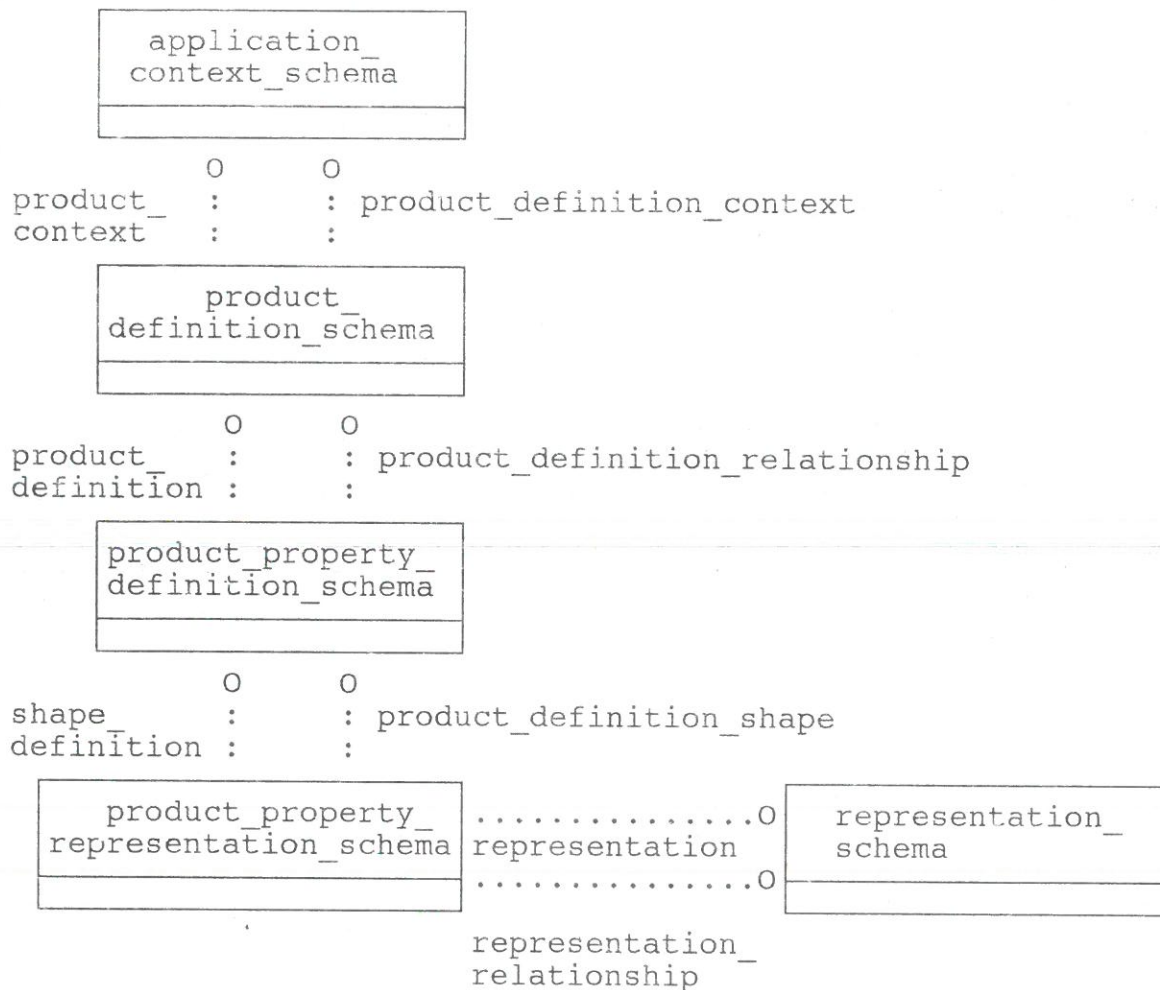 application_
context_schema
O O
product_ : : product_definition_context
context : :
product_
definition_schema
O O
product_ : : product_definition_relationship
definition : :
product_property_
definition_schema
O O
shape_ : : product_definition_shape
definition : :
product_property_ ...............O representation_
representation_schema representation schema
...............O
representation_
relationship